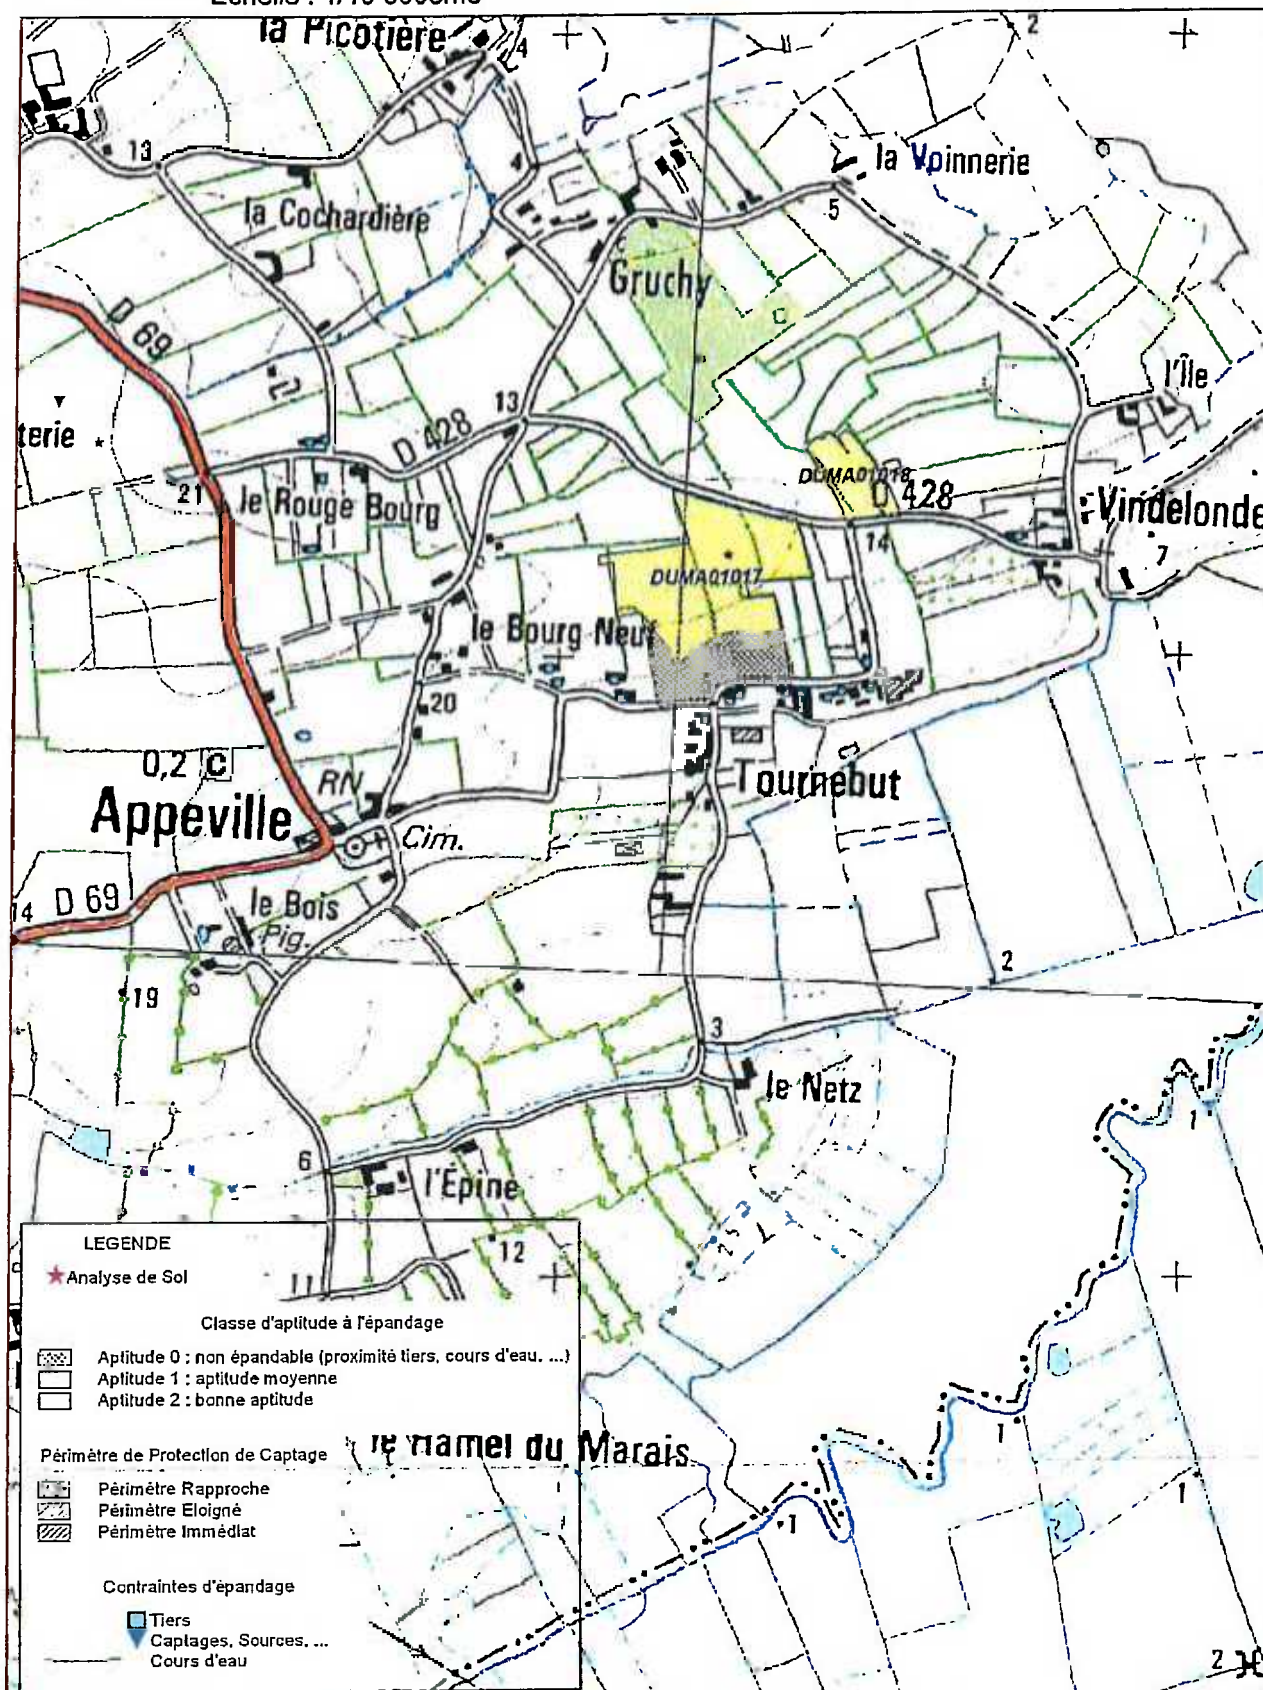 la Picotière
4
2
13
4
la Voinnerie
5
la Cochardière
Gruchy
C
D 69
l'Île
13
D 428
terie
21
le Rouge Bourg
DUMA01018
D 428
14
Vindelonde
7
DUMA01017
le Bourg Neuf
20
0,2 C
RN
Tournebut
Appeville
Cim.
14
D 69
le Bois
Pig.
2
19
12
3
le Netz
1
6
l'Épine
12
11
LEGENDE
Analyse de Sol
Classe d'aptitude à l'épandage
Aptitude 0 : non épandable (proximité tiers, cours d'eau, ...)
Aptitude 1 : aptitude moyenne
Aptitude 2 : bonne aptitude
le Hamel du Marais
1
Périmètre de Protection de Captage
Périmètre Rapproche
Périmètre Eloigné
Périmètre Immédiat
1
1
Contraintes d'épandage
Tiers
Captages, Sources, ...
Cours d'eau
2